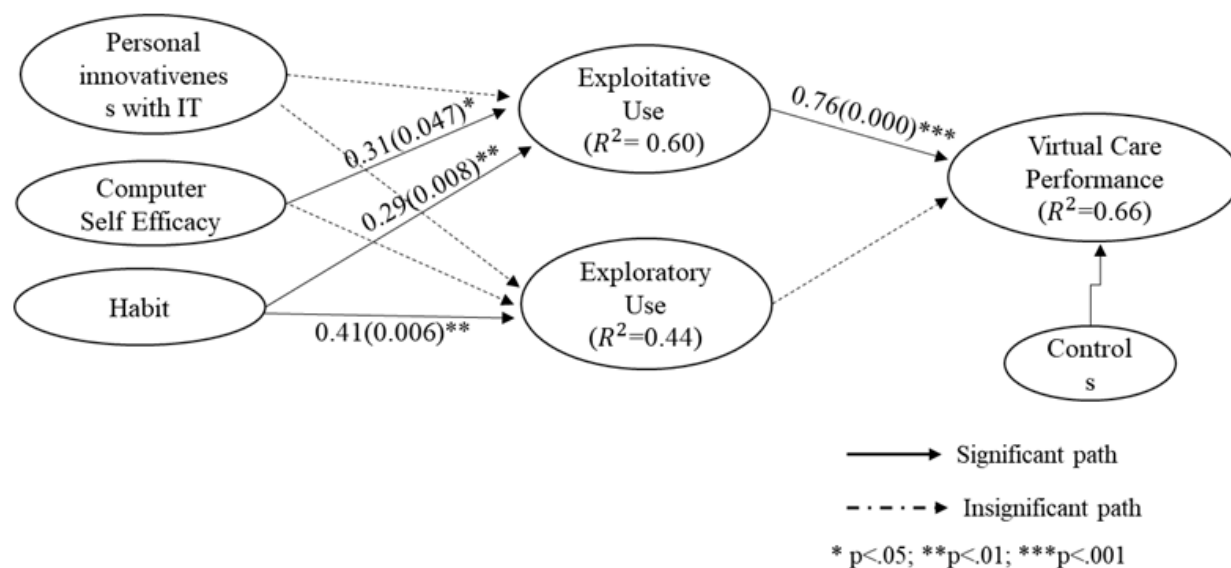 Personal
innovativenes
s with IT
Computer
Self Efficacy
Habit
0.31(0.047)*
0.29(0.008)**
0.41(0.006)**
Exploitative
Use
(R²= 0.60)
Exploratory
Use
(R²=0.44)
0.76(0.000)***
Virtual Care
Performance
(R²=0.66)
Control
s
Significant path
Insignificant path
* p<.05; **p<.01; ***p<.001